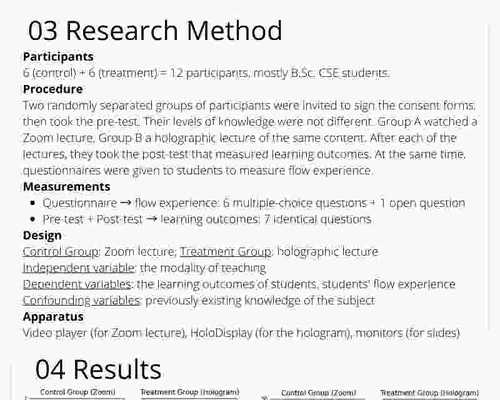 03 Research Method
Participants
6 (control) + 6 (treatment) = 12 participants, mostly B.Sc. CSE students.
Procedure
Two randomly separated groups of participants were invited to sign the consent forms,
then took the pre-test. Their levels of knowledge were not different. Group A watched a
Zoom lecture, Group B a holographic lecture of the same content. After each of the
lectures, they took the post-test that measured learning outcomes. At the same time,
questionnaires were given to students to measure flow experience.
Measurements
• Questionnaire → flow experience: 6 multiple-choice questions + 1 open question
• Pre-test + Post-test → learning outcomes: 7 identical questions
Design
Control Group: Zoom lecture; Treatment Group: holographic lecture
Independent variable: the modality of teaching
Dependent variables: the learning outcomes of students, students' flow experience
Confounding variables: previously existing knowledge of the subject
Apparatus
Video player (for Zoom lecture), HoloDisplay (for the hologram), monitors (for slides)
04 Results
Control Group (Zoom) Treatment Group (Hologram) Control Group (Zoom) Treatment Group (Hologram)